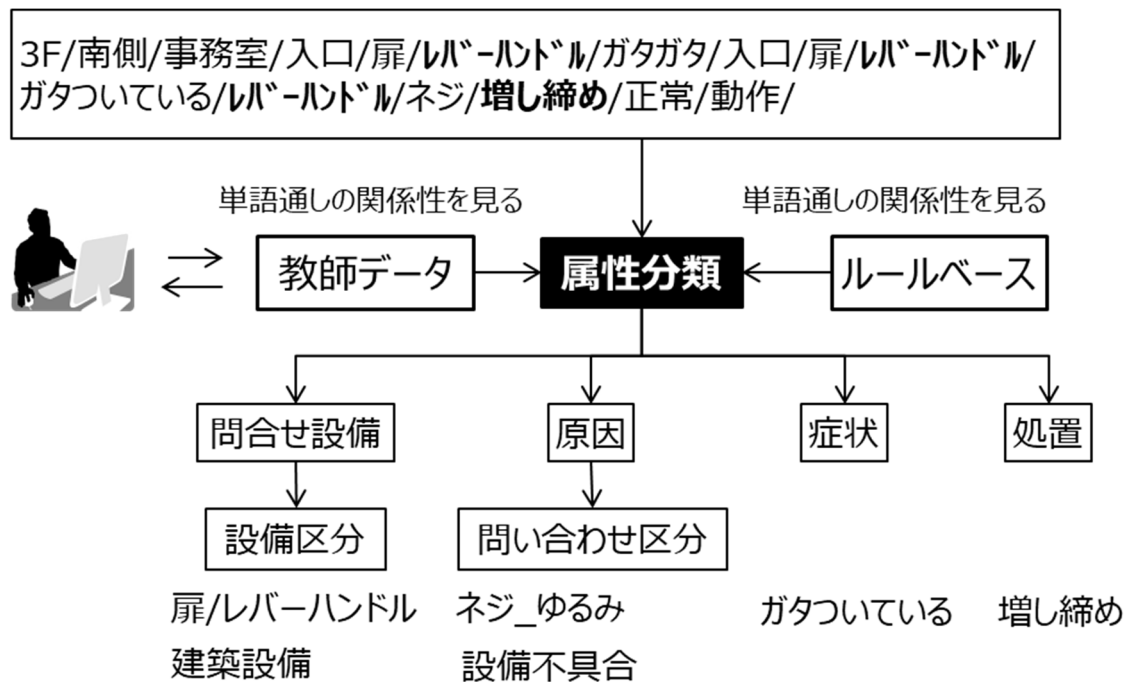 3F/南側/事務室/入口/扉/ﾚﾊﾞｰﾊﾝﾄﾞﾙ/ガタガタ/入口/扉/ﾚﾊﾞｰﾊﾝﾄﾞﾙ/
ガタついている/ﾚﾊﾞｰﾊﾝﾄﾞﾙ/ネジ/増し締め/正常/動作/
単語通しの関係性を見る
単語通しの関係性を見る
教師データ
属性分類
ルールベース
問合せ設備
原因
症状
処置
設備区分
問い合わせ区分
扉/レバーハンドル
ネジ_ゆるみ
ガタついている
増し締め
建築設備
設備不具合